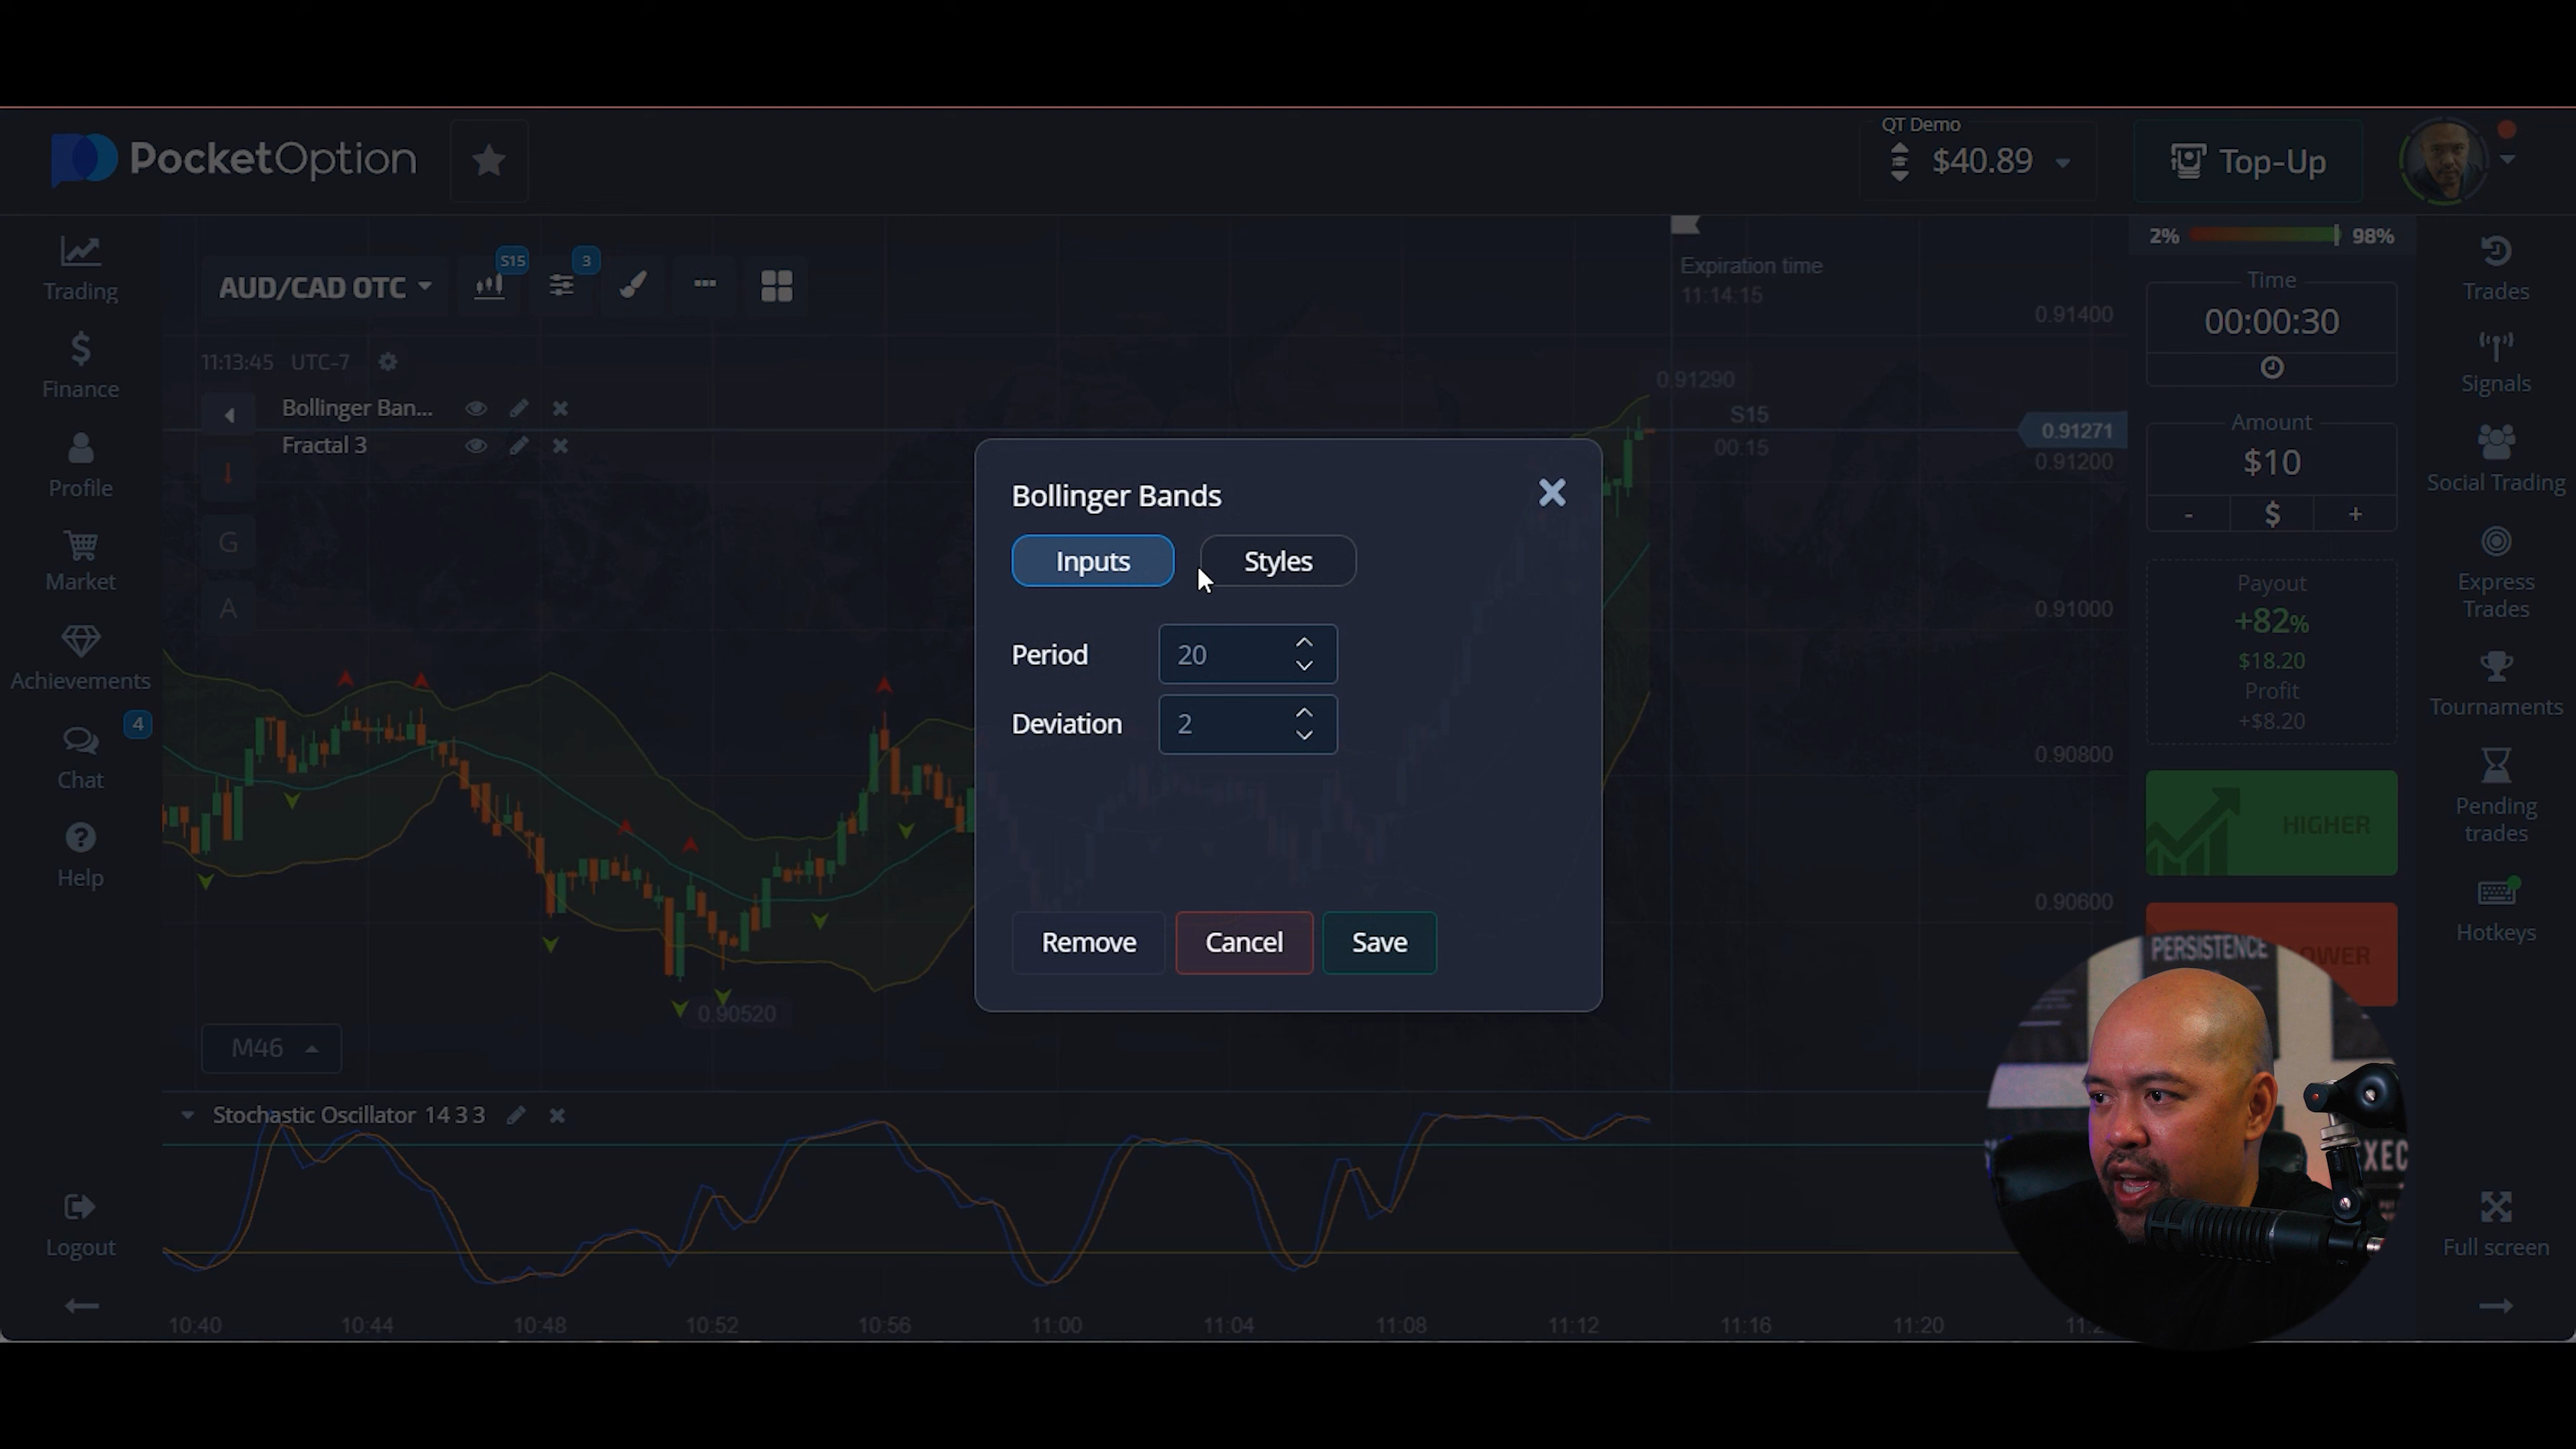 PocketOption
QT Demo
$40.89
Top-Up
Trading
Finance
Profile
Market
Achievements
4
Chat
Help
Logout
AUD/CAD OTC
S15
3
11:13:45 UTC-7
Bollinger Ban...
Fractal 3
G
A
Expiration time
11:14:15
0.91290
S15
00:15
0.91400
0.91271
0.91200
0.91000
0.90800
0.90600
0.90520
M46
Bollinger Bands
Inputs
Styles
Period
20
Deviation
2
Remove
Cancel
Save
Stochastic Oscillator 14 3 3
10:40
10:44
10:48
10:52
10:56
11:00
11:04
11:08
11:12
11:16
11:20
2%
98%
Time
00:00:30
Amount
$10
-
$
+
Payout
+82%
$18.20
Profit
+$8.20
HIGHER
Trades
Signals
Social Trading
Express
Trades
Tournaments
Pending
trades
Hotkeys
Full screen
PERSISTENCE